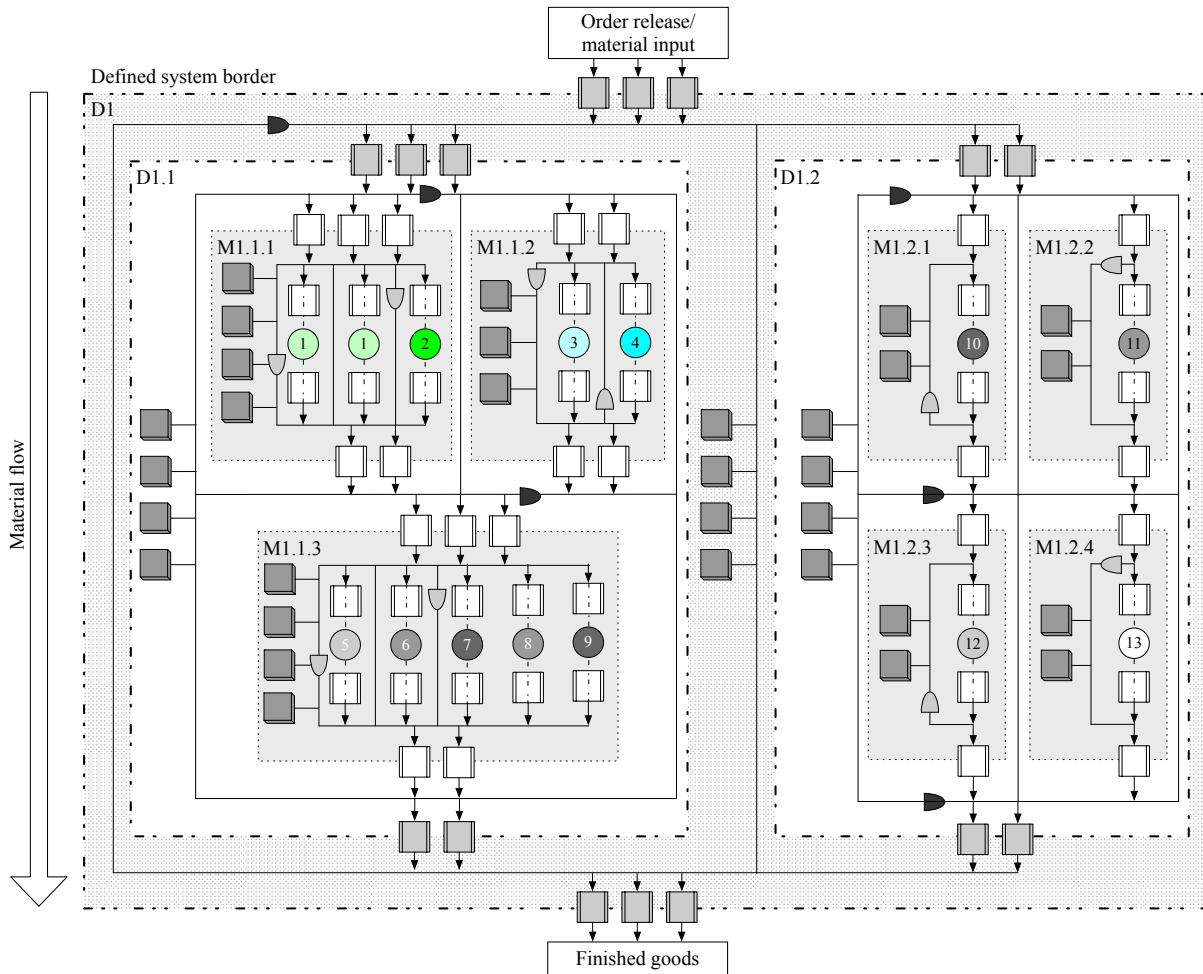 Order release/
material input
Defined system border
D1
D1.1
D1.2
M1.1.1
M1.1.2
M1.2.1
M1.2.2
1
1
2
3
4
10
11
Material flow
M1.1.3
M1.2.3
M1.2.4
5
6
7
8
9
12
13
Finished goods